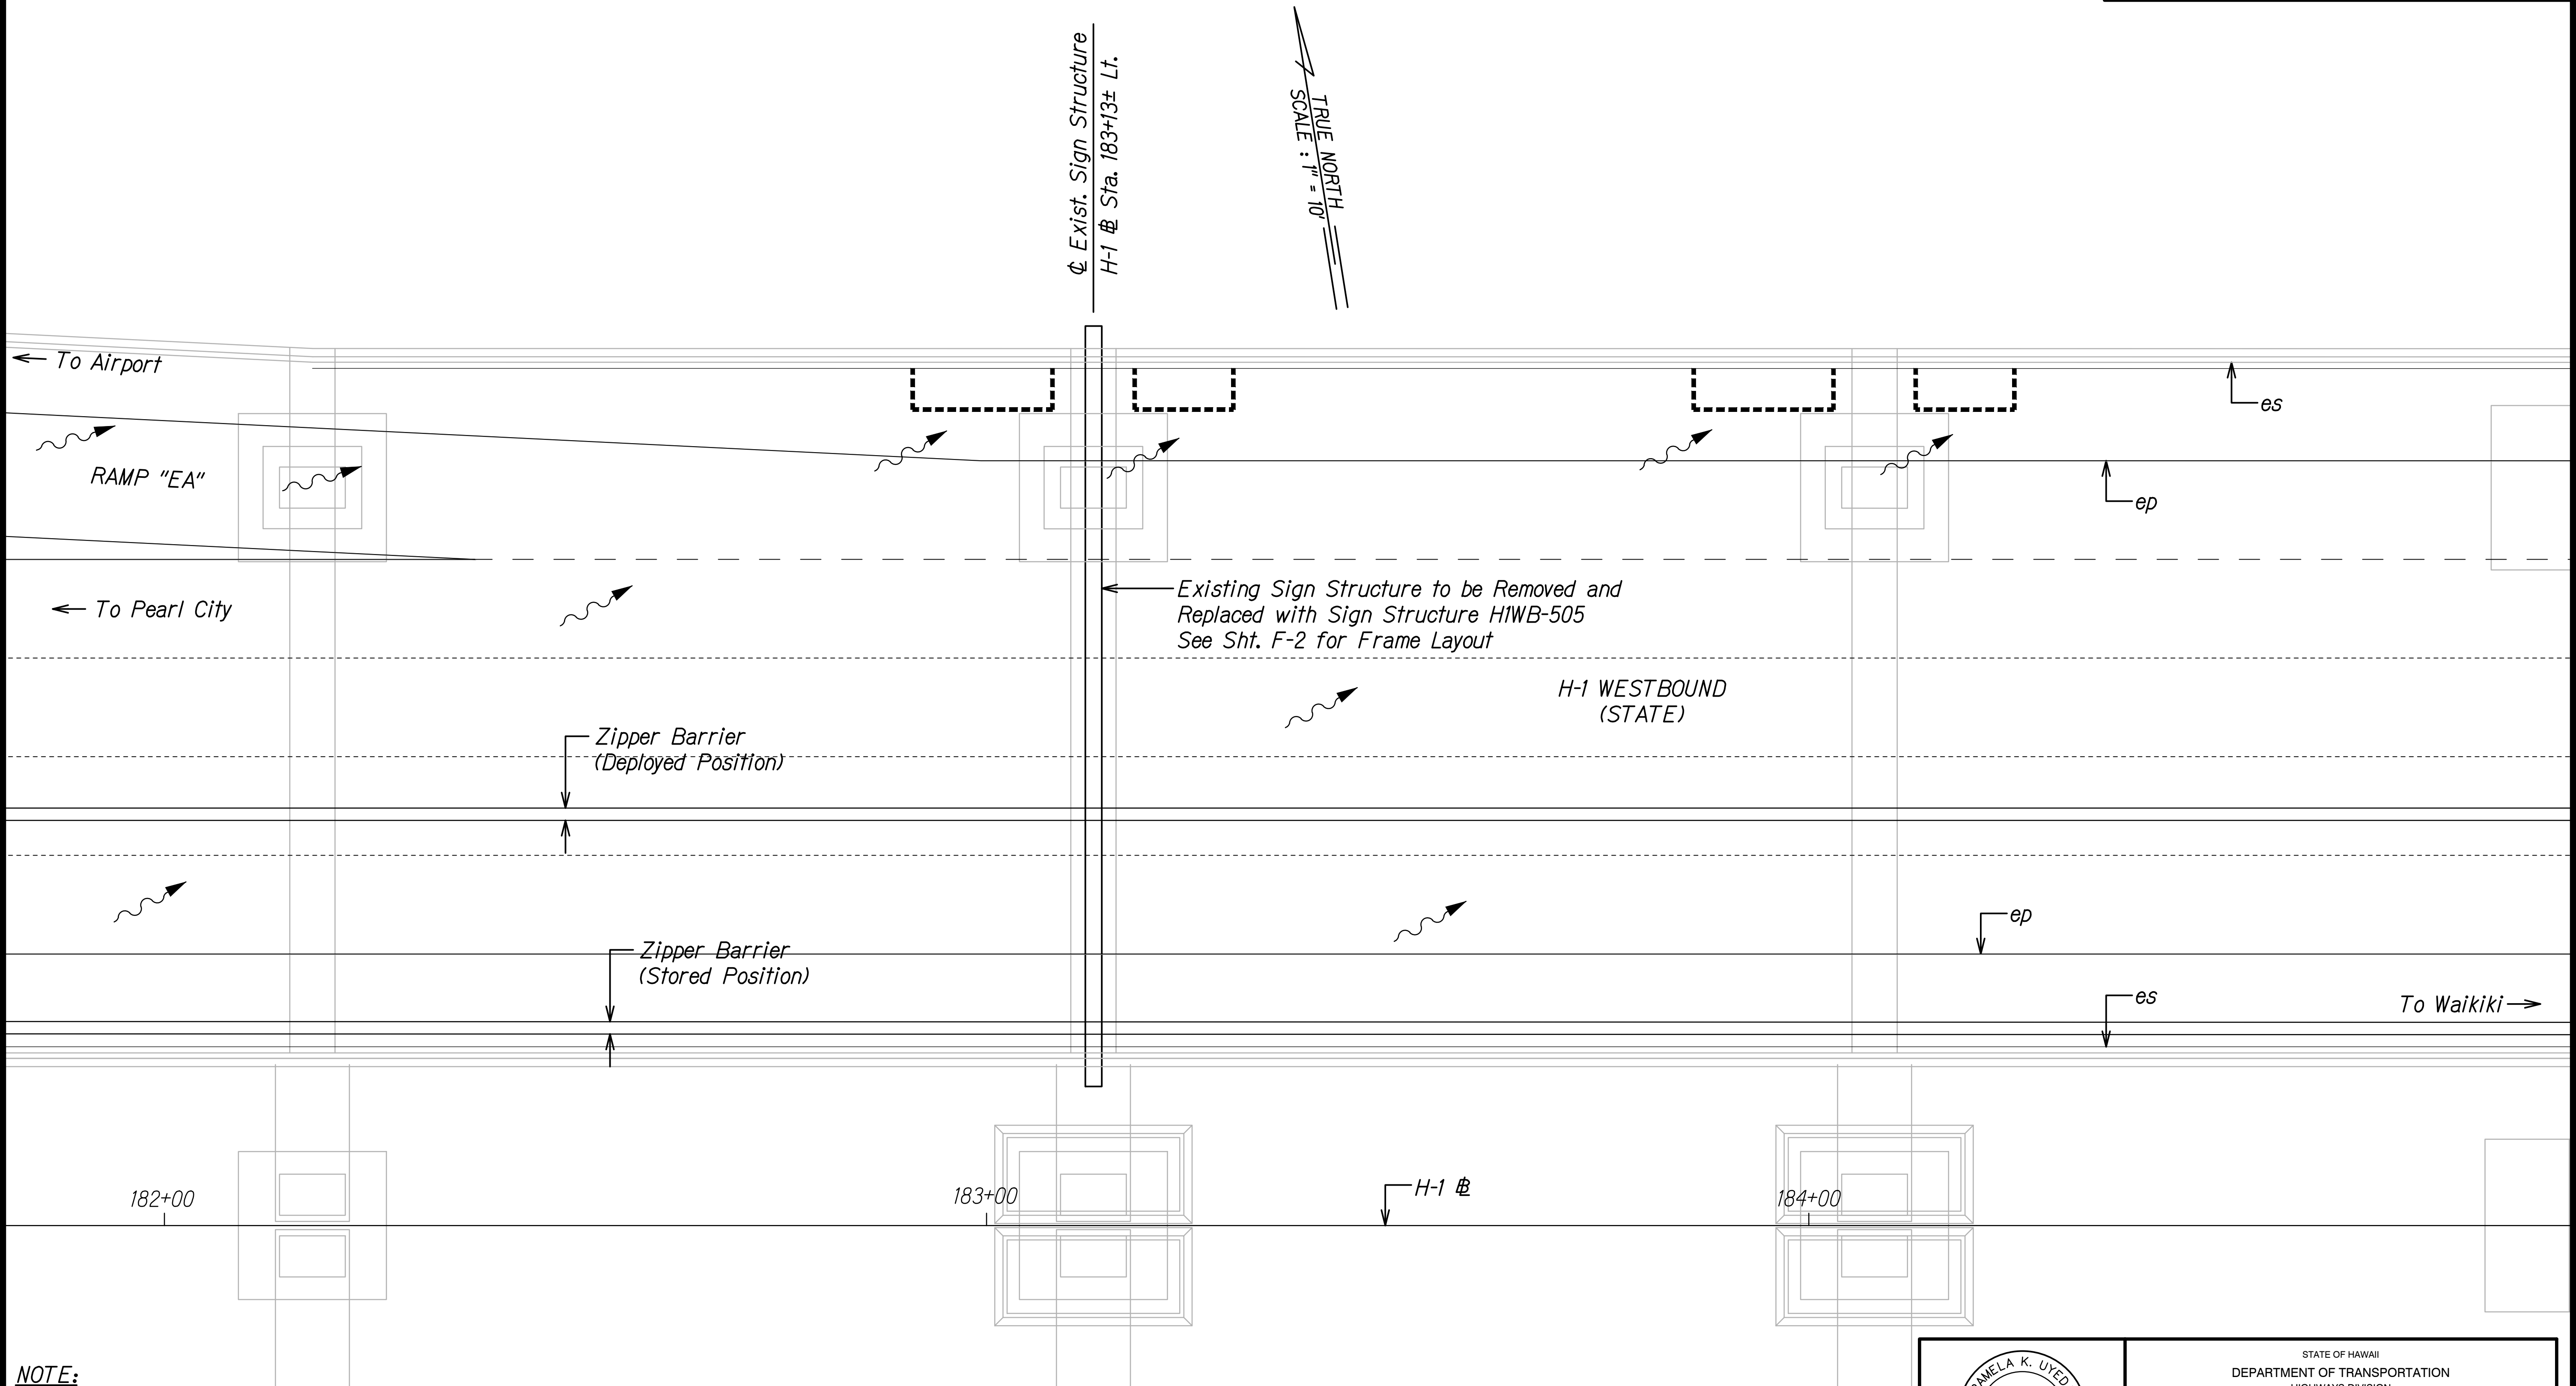 ℄ Exist. Sign Structure
H-1 B̶L̶ Sta. 183+13± Lt.
TRUE NORTH
SCALE : 1" = 10'
To Airport
es
RAMP "EA"
ep
To Pearl City
Existing Sign Structure to be Removed and
Replaced with Sign Structure H1WB-505
See Sht. F-2 for Frame Layout
H-1 WESTBOUND
(STATE)
Zipper Barrier
(Deployed Position)
ep
Zipper Barrier
(Stored Position)
es
To Waikiki
182+00
183+00
H-1 B̶L̶
184+00
NOTE:
STATE OF HAWAII
DEPARTMENT OF TRANSPORTATION
HIGHWAYS DIVISION